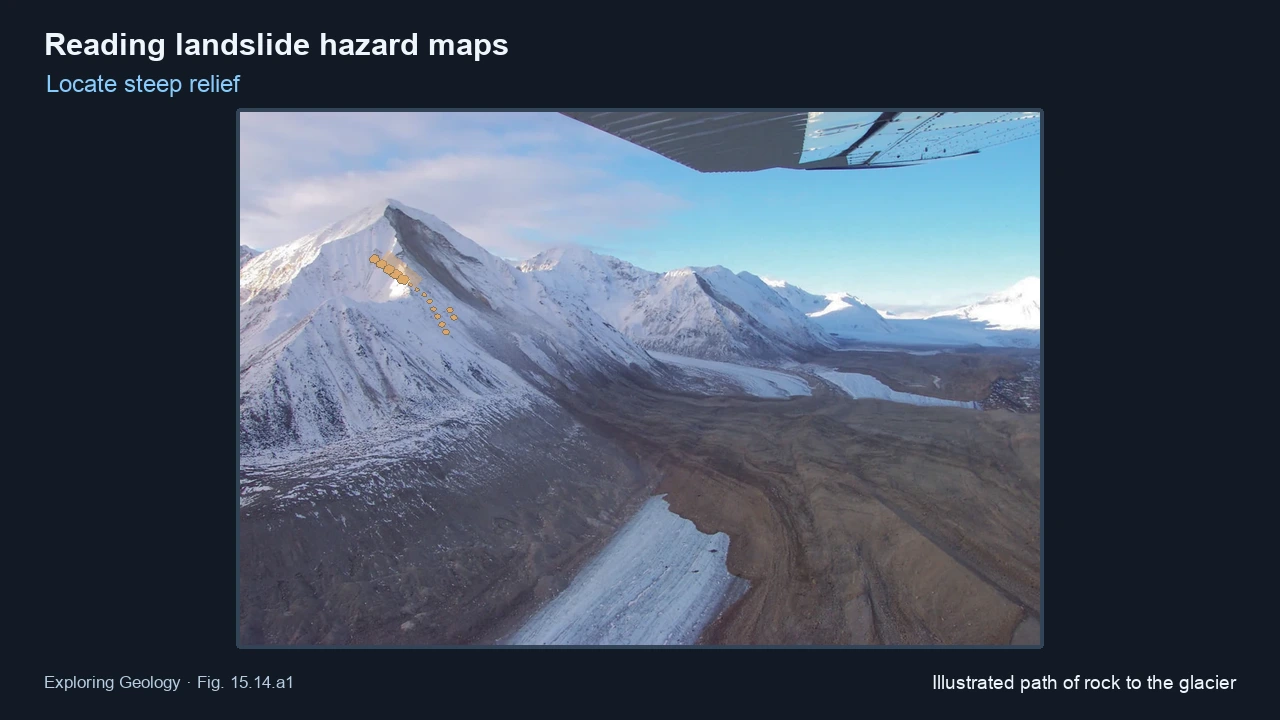 Reading landslide hazard maps
Locate steep relief
Exploring Geology · Fig. 15.14.a1
Illustrated path of rock to the glacier